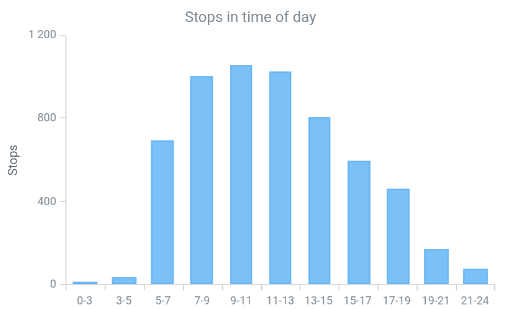 Stops in time of day
1 200
800
400
0
Stops
0-3 3-5 5-7 7-9 9-11 11-13 13-15 15-17 17-19 19-21 21-24